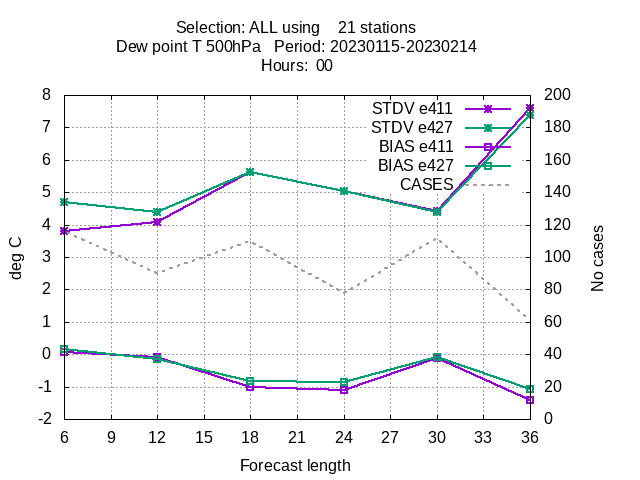 Selection: ALL using 21 stations
Dew point T 500hPa Period: 20230115-20230214
Hours: 00
8 200
STDV e411
7 180
STDV e427
BIAS e411
6 160
BIAS e427
CASES
5 140
4 120
3 100
2 80
1 60
0 40
-1 20
-2 0
deg C
No cases
6 9 12 15 18 21 24 27 30 33 36
Forecast length